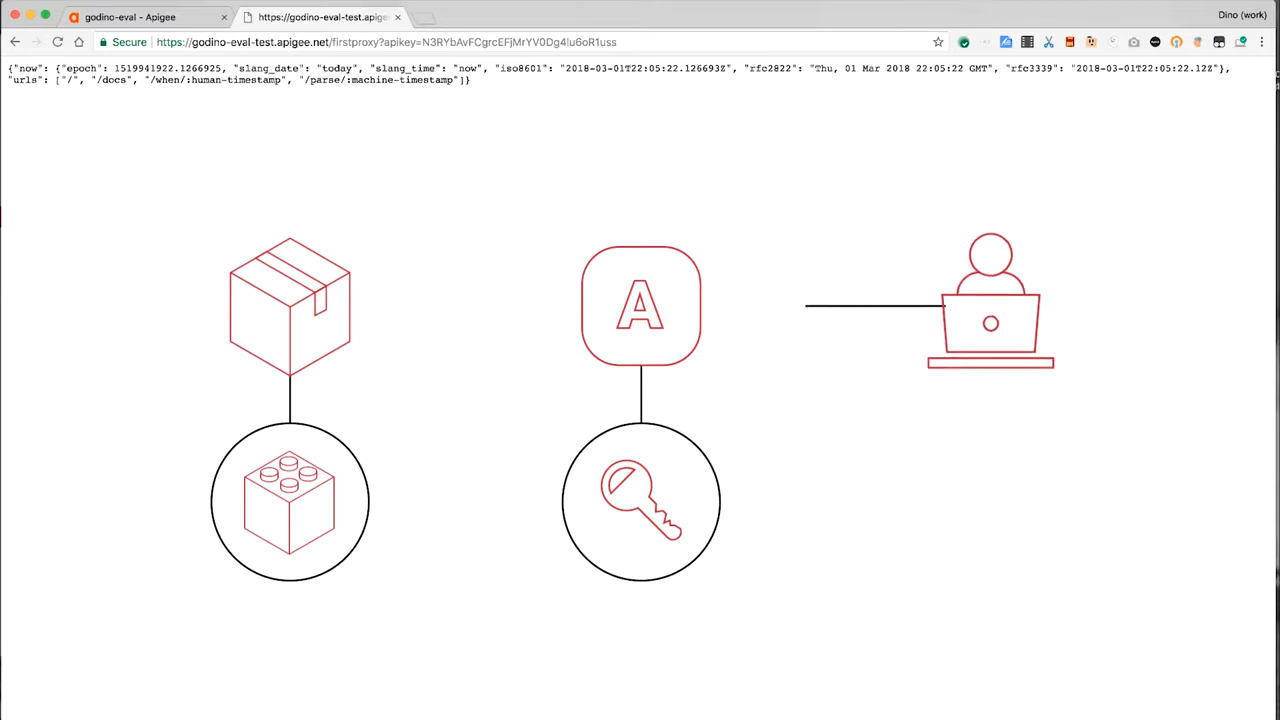 godino-eval - Apigee
https://godino-eval-test.apige
Dino (work)
Secure
https://godino-eval-test.apigee.net/firstproxy?apikey=N3RYbAvFCgrcEFjMrYV0Dg4lu6oR1uss
{"now": {"epoch": 1519941922.1266925, "slang_date": "today", "slang_time": "now", "iso8601": "2018-03-01T22:05:22.126693Z", "rfc2822": "Thu, 01 Mar 2018 22:05:22 GMT", "rfc3339": "2018-03-01T22:05:22.12Z"},
"urls": ["/", "/docs", "/when/:human-timestamp", "/parse/:machine-timestamp"]}
A